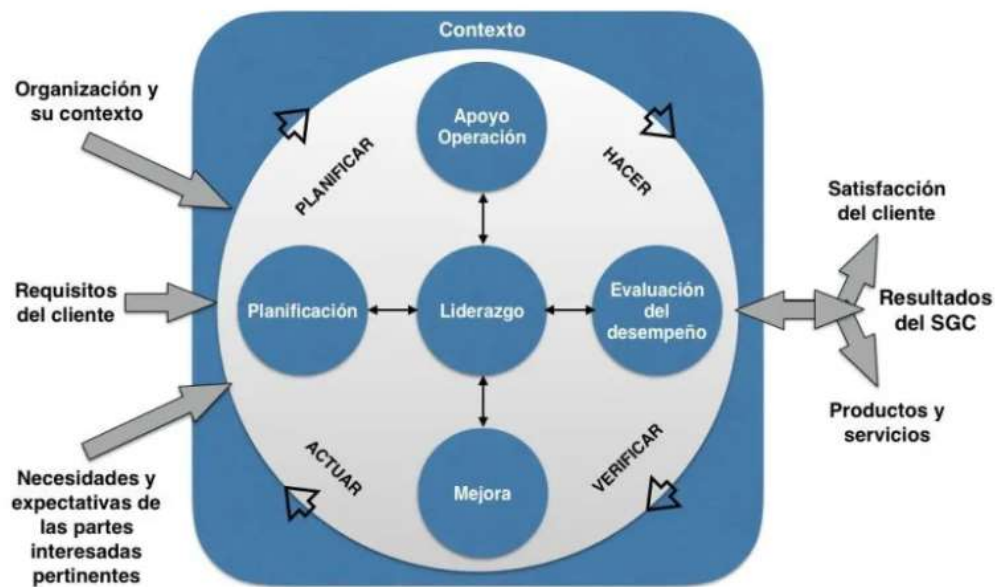 Contexto
Organización y
su contexto
Requisitos
del cliente
Necesidades y
expectativas de
las partes
interesadas
pertinentes
PLANIFICAR
HACER
ACTUAR
VERIFICAR
Apoyo
Operación
Planificación
Liderazgo
Evaluación
del
desempeño
Mejora
Satisfacción
del cliente
Resultados
del SGC
Productos y
servicios